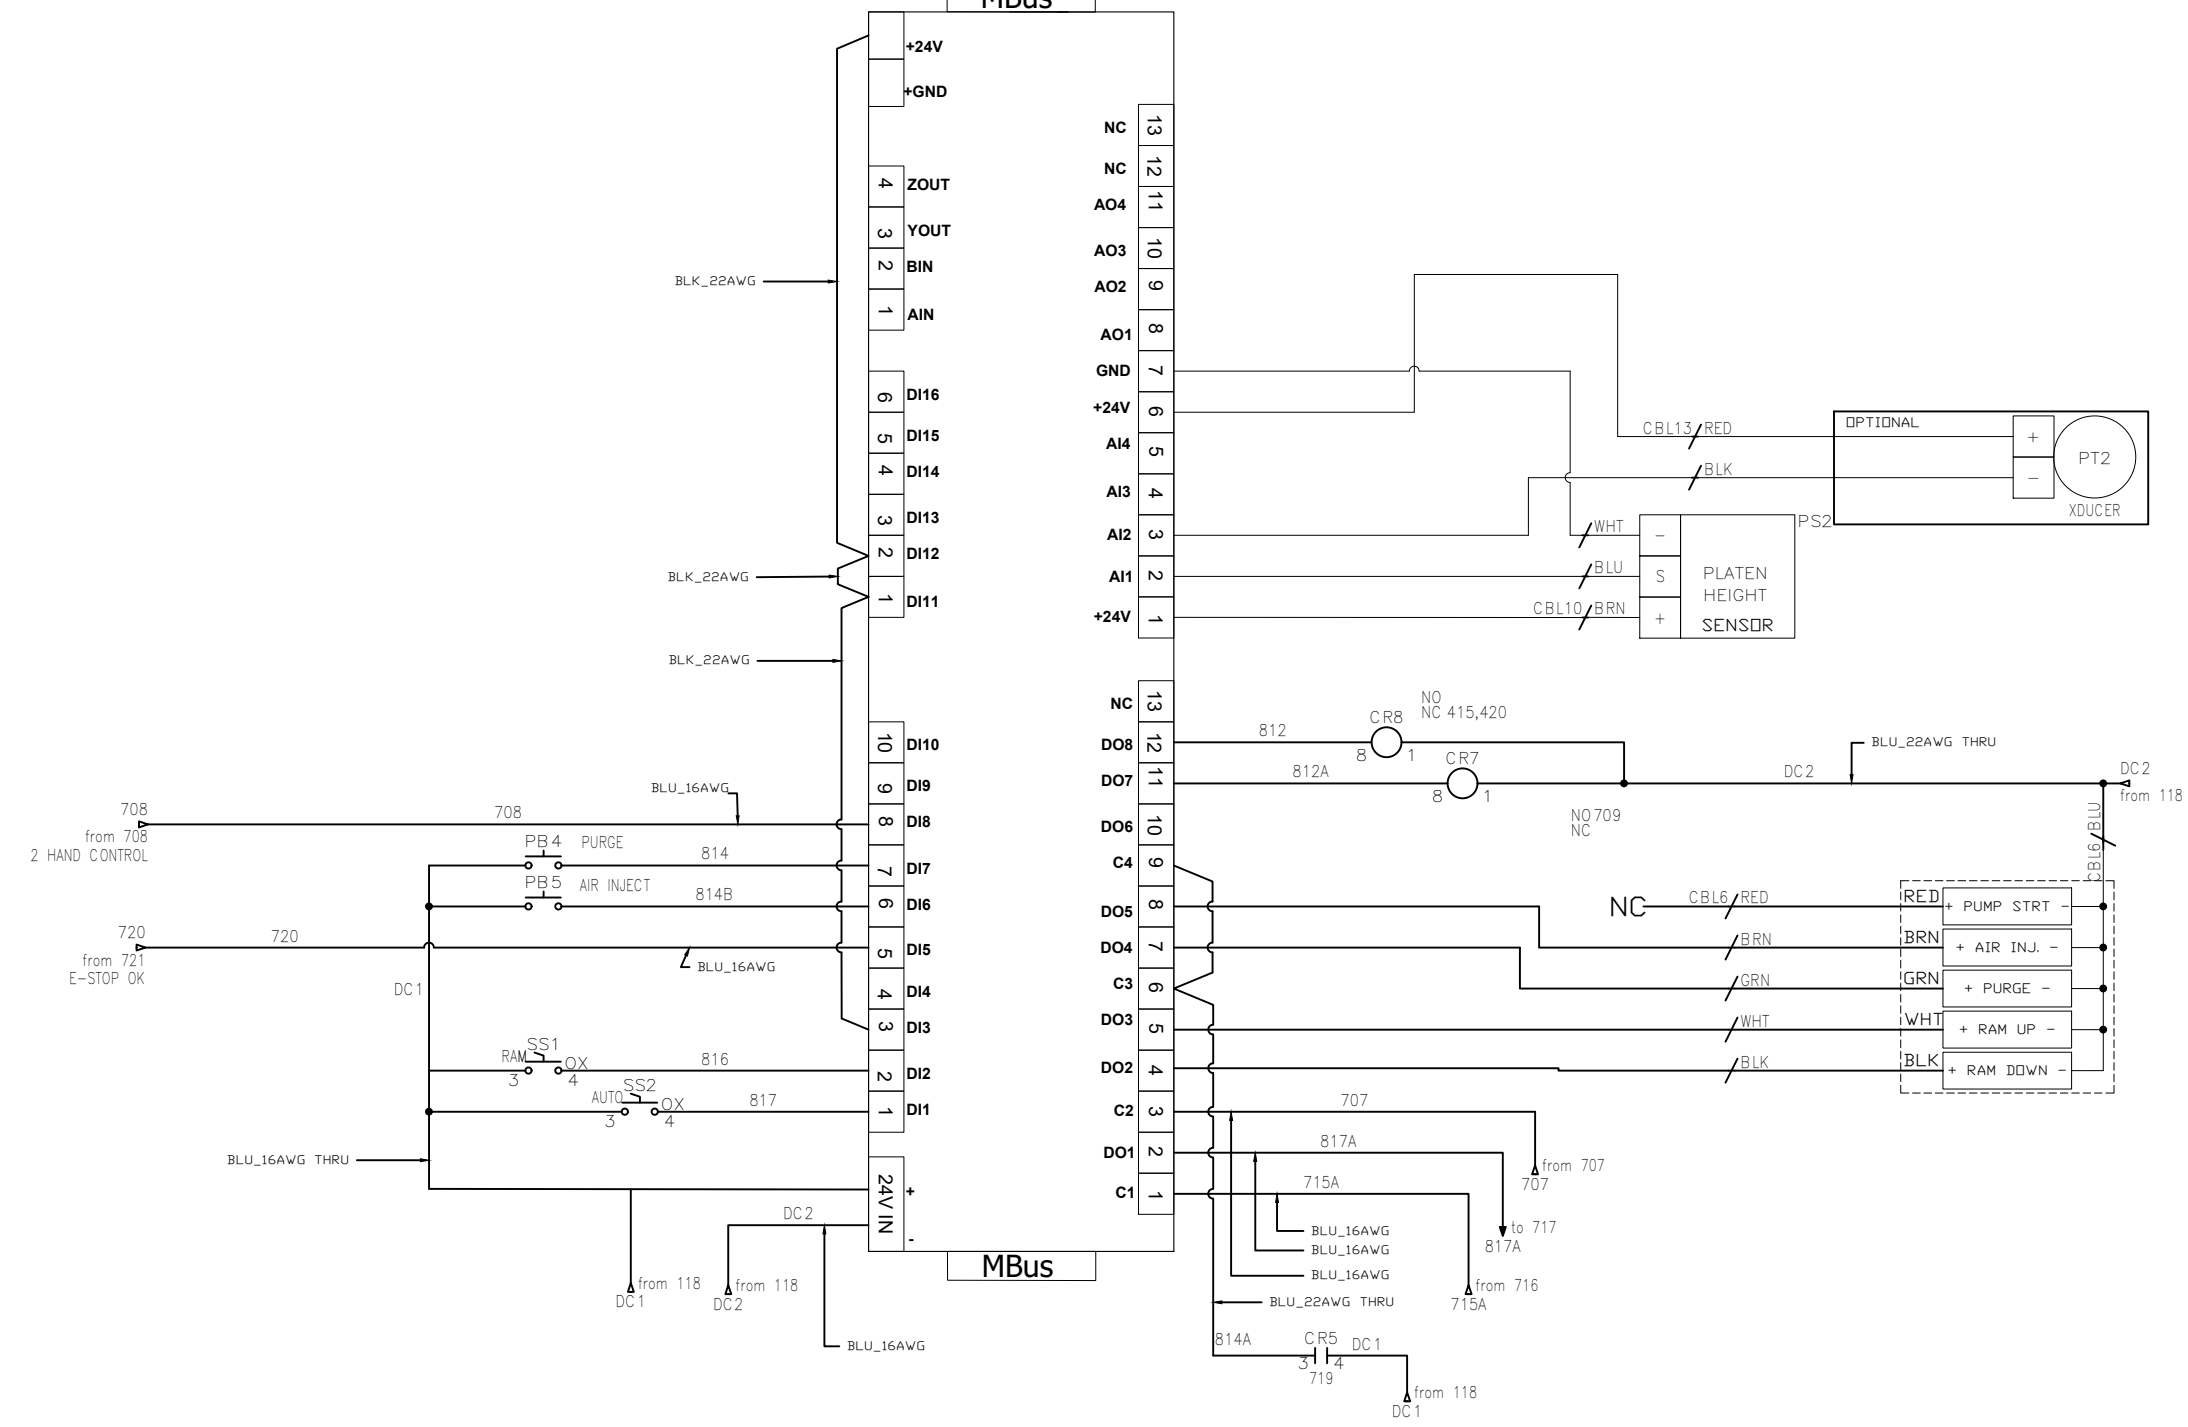 MBus
+24V
+GND
4 ZOUT
3 YOUT
2 BIN
1 AIN
BLK_22AWG
6 DI16
5 DI15
4 DI14
3 DI13
2 DI12
1 DI11
BLK_22AWG
BLK_22AWG
10 DI10
9 DI9
8 DI8
7 DI7
6 DI6
5 DI5
4 DI4
3 DI3
2 DI2
1 DI1
24V IN
+
-
708
from 708
2 HAND CONTROL
708
BLU_16AWG
PB4 PURGE
814
PB5 AIR INJECT
814B
720
from 721
E-STOP OK
720
BLU_16AWG
DC1
SS1
RAM OX
3 4
816
SS2
AUTO OX
3 4
817
BLU_16AWG THRU
DC2
from 118
DC1
from 118
DC2
BLU_16AWG
MBus
NC 13
NC 12
AO4 11
AO3 10
AO2 9
AO1 8
GND 7
+24V 6
AI4 5
AI3 4
AI2 3
AI1 2
+24V 1
CBL13 RED
BLK
OPTIONAL
+
-
PT2
XDUCER
PS2
WHT
BLU
CBL10 BRN
-
S
+
PLATEN
HEIGHT
SENSOR
NC 13
DO8 12
DO7 11
DO6 10
C4 9
DO5 8
DO4 7
C3 6
DO3 5
DO2 4
C2 3
DO1 2
C1 1
812
CR8
8 1
NO
NC 415,420
812A
CR7
8 1
NO 709
NC
BLU_22AWG THRU
DC2
DC2
from 118
CBL6 BLU
NC
CBL6 RED
RED
+ PUMP STRT -
BRN
BRN
+ AIR INJ. -
GRN
GRN
+ PURGE -
WHT
WHT
+ RAM UP -
BLK
BLK
+ RAM DOWN -
707
from 707
707
817A
to 717
817A
715A
BLU_16AWG
BLU_16AWG
BLU_16AWG
from 716
715A
BLU_22AWG THRU
814A
CR5
3 4
719
DC1
from 118
DC1